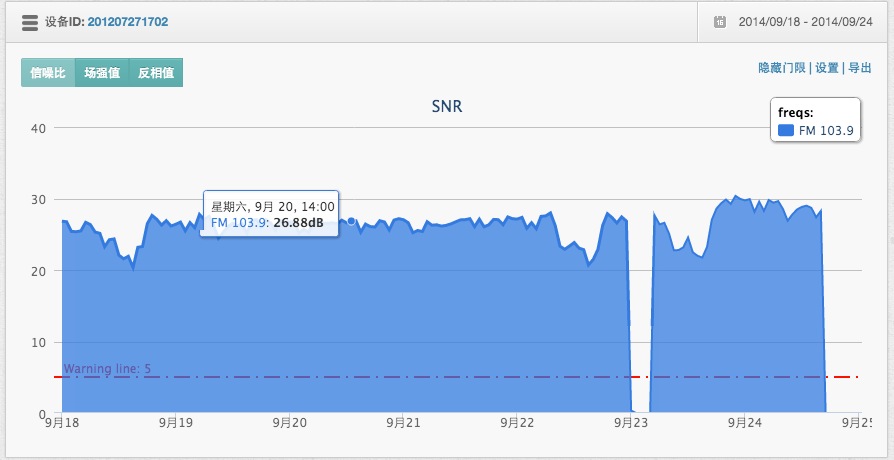 设备ID: 201207271702
2014/09/18 - 2014/09/24
信噪比 场强值 反相值
隐藏门限 | 设置 | 导出
SNR
freqs:
FM 103.9
40
30
星期六, 9月 20, 14:00
FM 103.9: 26.88dB
20
10
Warning line: 5
0
9月18 9月19 9月20 9月21 9月22 9月23 9月24 9月25